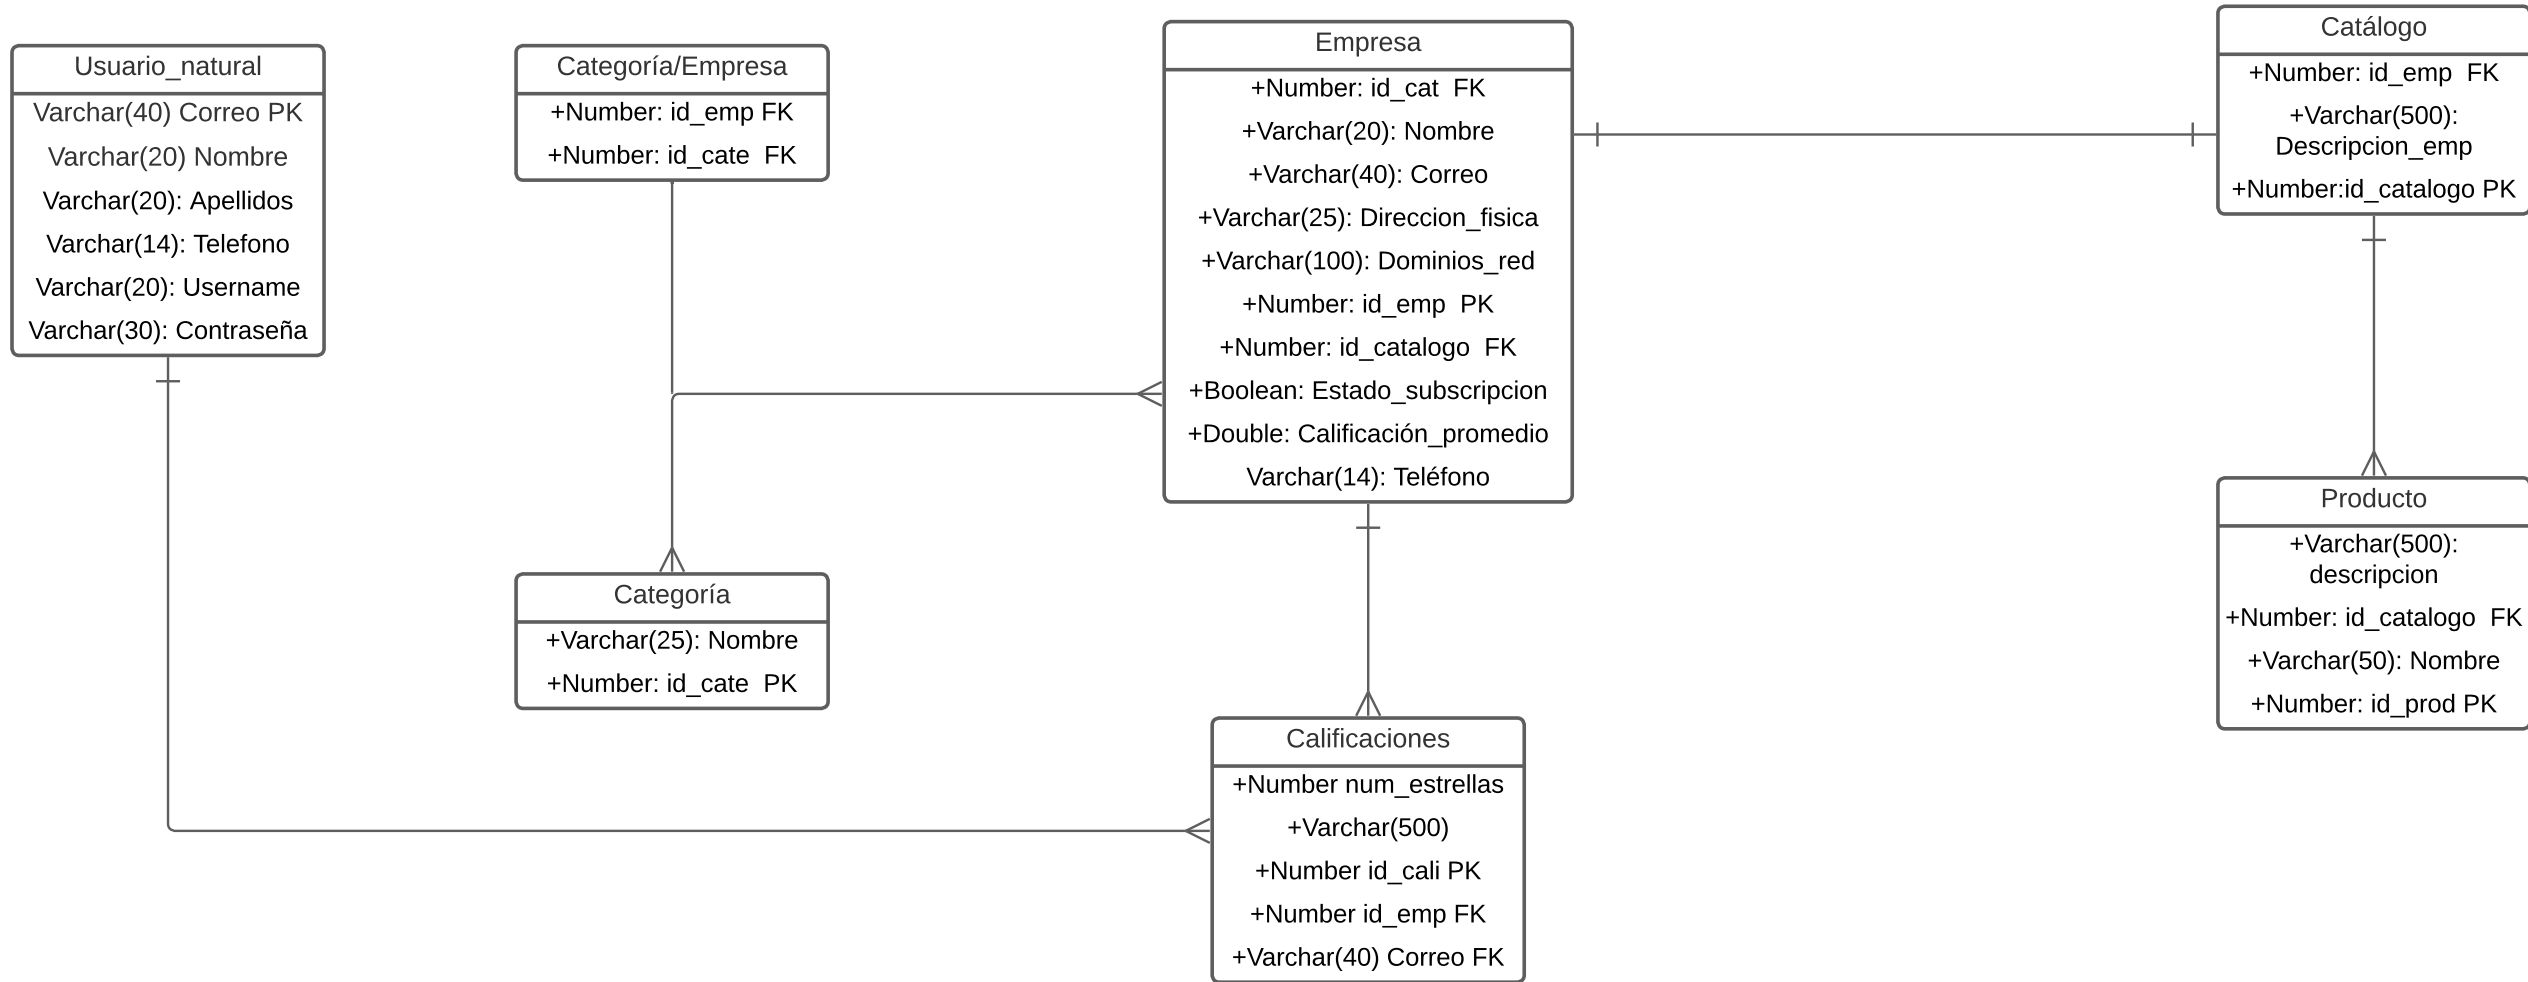 Usuario_natural
Varchar(40) Correo PK
Varchar(20) Nombre
Varchar(20): Apellidos
Varchar(14): Telefono
Varchar(20): Username
Varchar(30): Contraseña
Categoría/Empresa
+Number: id_emp FK
+Number: id_cate FK
Empresa
+Number: id_cat FK
+Varchar(20): Nombre
+Varchar(40): Correo
+Varchar(25): Direccion_fisica
+Varchar(100): Dominios_red
+Number: id_emp PK
+Number: id_catalogo FK
+Boolean: Estado_subscripcion
+Double: Calificación_promedio
Varchar(14): Teléfono
Catálogo
+Number: id_emp FK
+Varchar(500):
Descripcion_emp
+Number:id_catalogo PK
Categoría
+Varchar(25): Nombre
+Number: id_cate PK
Calificaciones
+Number num_estrellas
+Varchar(500)
+Number id_cali PK
+Number id_emp FK
+Varchar(40) Correo FK
Producto
+Varchar(500):
descripcion
+Number: id_catalogo FK
+Varchar(50): Nombre
+Number: id_prod PK